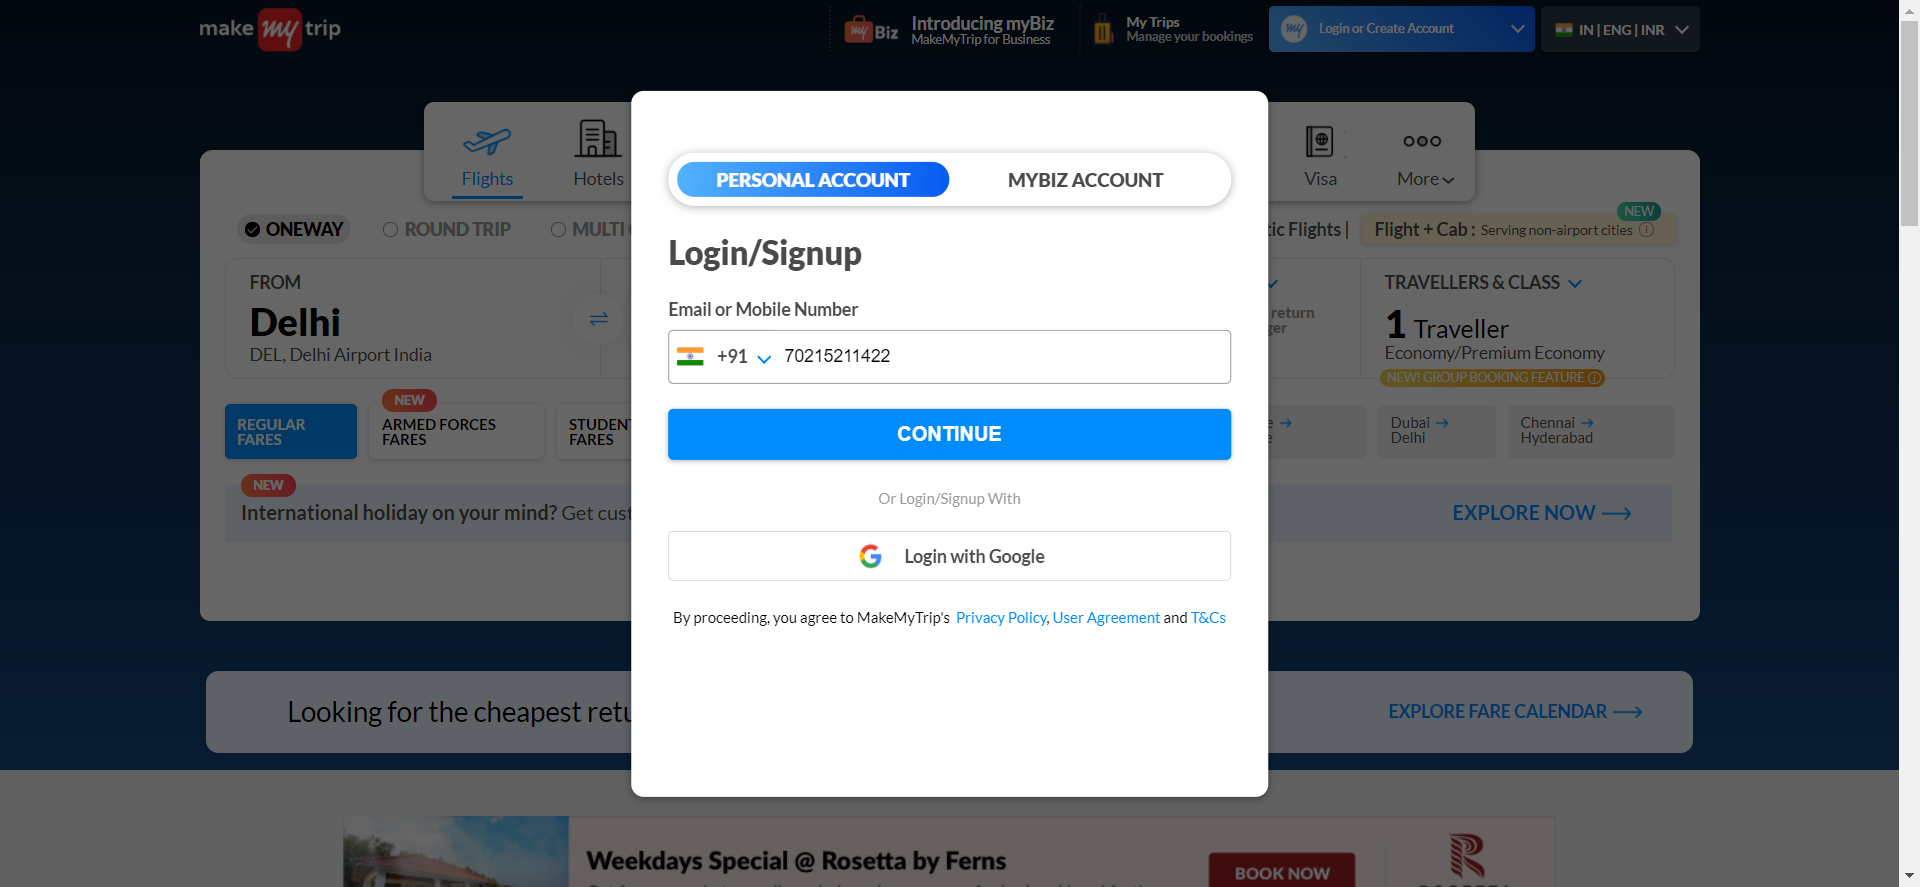 make my trip
my Biz
Introducing myBiz
MakeMyTrip for Business
My Trips
Manage your bookings
my
Login or Create Account
IN | ENG | INR
Flights
Hotels
Visa
More
ONEWAY
ROUND TRIP
MULTI
tic Flights |
NEW
Flight + Cab : Serving non-airport cities
FROM
Delhi
DEL, Delhi Airport India
return
ger
TRAVELLERS & CLASS
1 Traveller
Economy/Premium Economy
NEW! GROUP BOOKING FEATURE
REGULAR
FARES
NEW
ARMED FORCES
FARES
STUDENT
FARES
e
e
Dubai
Delhi
Chennai
Hyderabad
NEW
International holiday on your mind? Get cust
EXPLORE NOW
PERSONAL ACCOUNT
MYBIZ ACCOUNT
Login/Signup
Email or Mobile Number
+91
70215211422
CONTINUE
Or Login/Signup With
Login with Google
By proceeding, you agree to MakeMyTrip's Privacy Policy, User Agreement and T&Cs
Looking for the cheapest retu
EXPLORE FARE CALENDAR
Weekdays Special @ Rosetta by Ferns
BOOK NOW